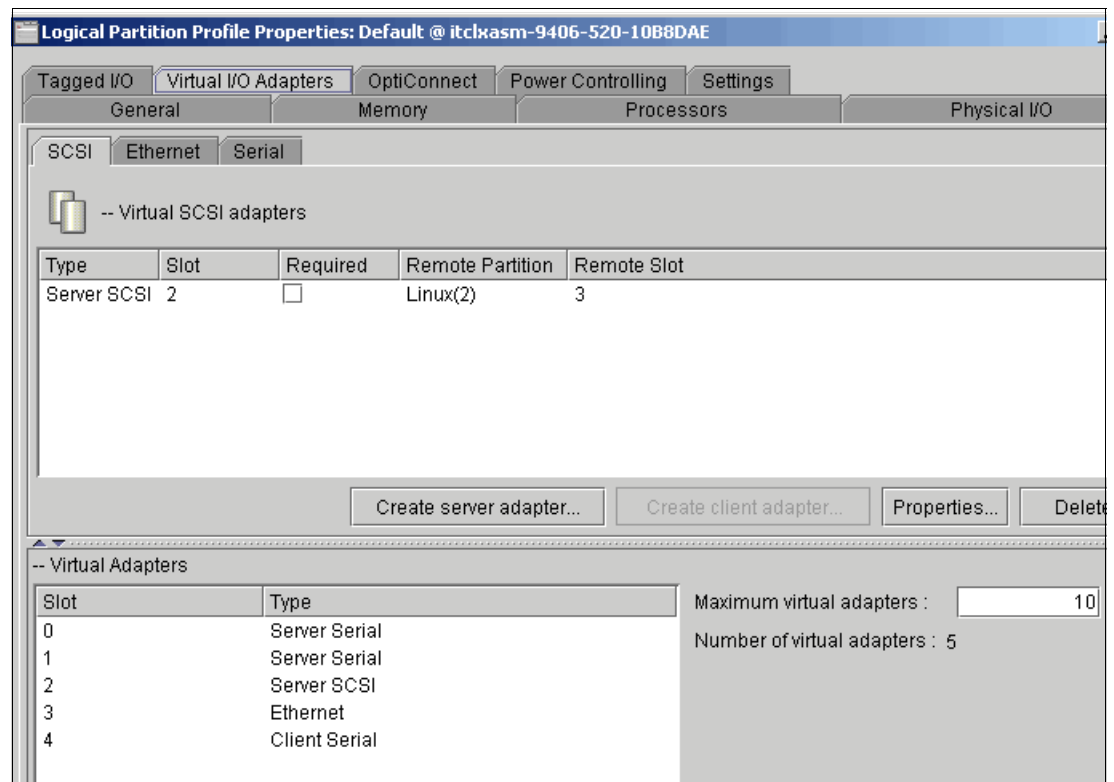 Logical Partition Profile Properties: Default @ itclxasm-9406-520-10B8DAE
Tagged I/O Virtual I/O Adapters OptiConnect Power Controlling Settings
General Memory Processors Physical I/O
SCSI Ethernet Serial
-- Virtual SCSI adapters
Type Slot Required Remote Partition Remote Slot
Server SCSI 2 Linux(2) 3
Create server adapter... Create client adapter... Properties... Delete
-- Virtual Adapters
Slot Type
0 Server Serial
1 Server Serial
2 Server SCSI
3 Ethernet
4 Client Serial
Maximum virtual adapters : 10
Number of virtual adapters : 5